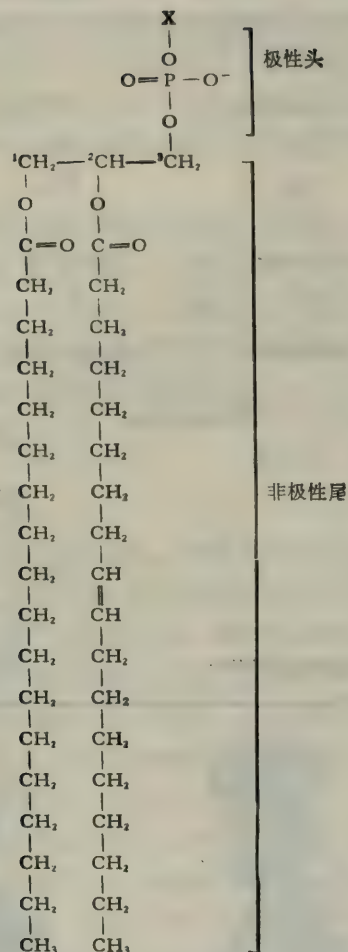 X
O 极性头
O=P—O⁻
O
¹CH₂—²CH—³CH₂
O O
C=O C=O
CH₂ CH₂
CH₂ CH₂
CH₂ CH₂
CH₂ CH₂
CH₂ CH₂
CH₂ CH₂ 非极性尾
CH₂ CH₂
CH₂ CH
CH₂ CH
CH₂ CH₂
CH₂ CH₂
CH₂ CH₂
CH₂ CH₂
CH₂ CH₂
CH₂ CH₂
CH₂ CH₂
CH₃ CH₃